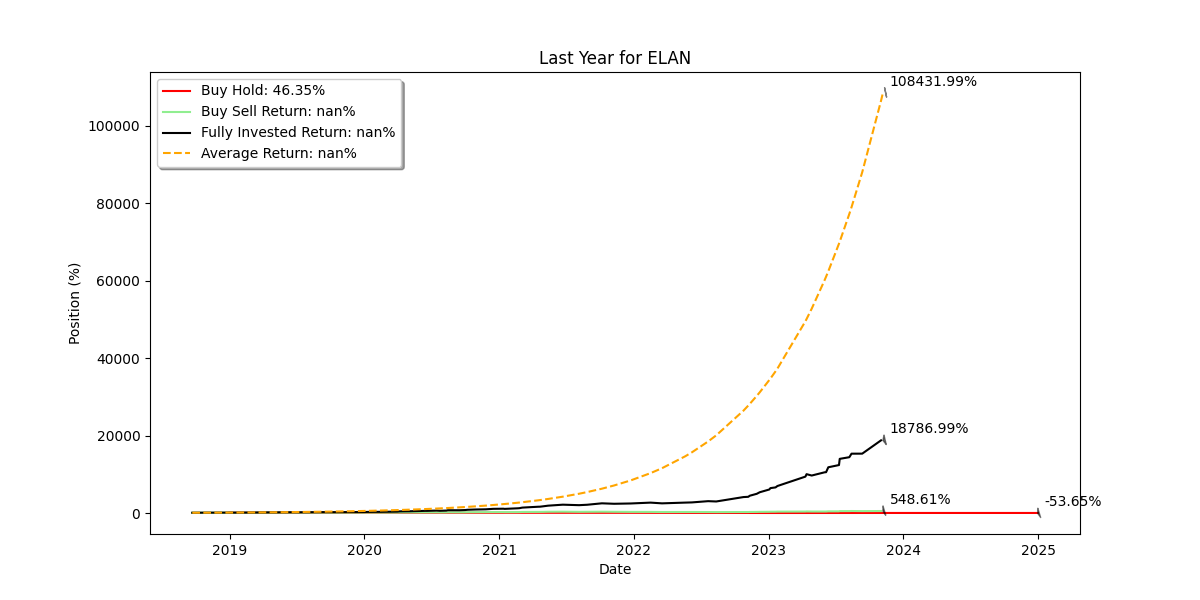 Last Year for ELAN
Buy Hold: 46.35%
Buy Sell Return: nan%
Fully Invested Return: nan%
Average Return: nan%
108431.99%
18786.99%
548.61%
-53.65%
Position (%)
100000
80000
60000
40000
20000
0
2019
2020
2021
2022
2023
2024
2025
Date